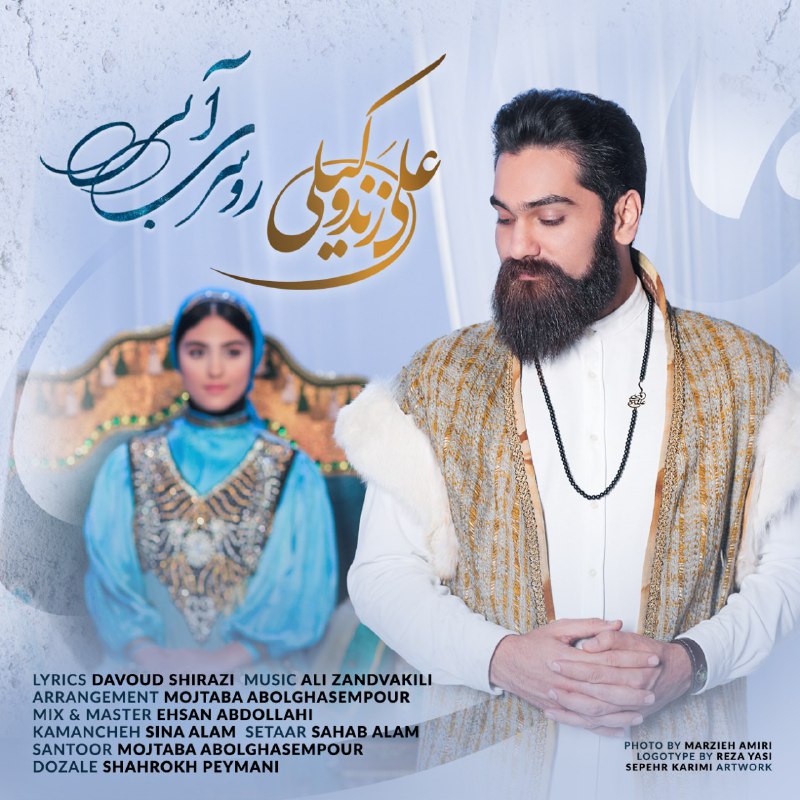 روسری آبی
علی زندوکیلی
LYRICS DAVOUD SHIRAZI MUSIC ALI ZANDVAKILI
ARRANGEMENT MOJTABA ABOLGHASEMPOUR
MIX & MASTER EHSAN ABDOLLAHI
KAMANCHEH SINA ALAM SETAAR SAHAB ALAM
SANTOOR MOJTABA ABOLGHASEMPOUR
DOZALE SHAHROKH PEYMANI
PHOTO BY MARZIEH AMIRI
LOGOTYPE BY REZA YASI
SEPEHR KARIMI ARTWORK